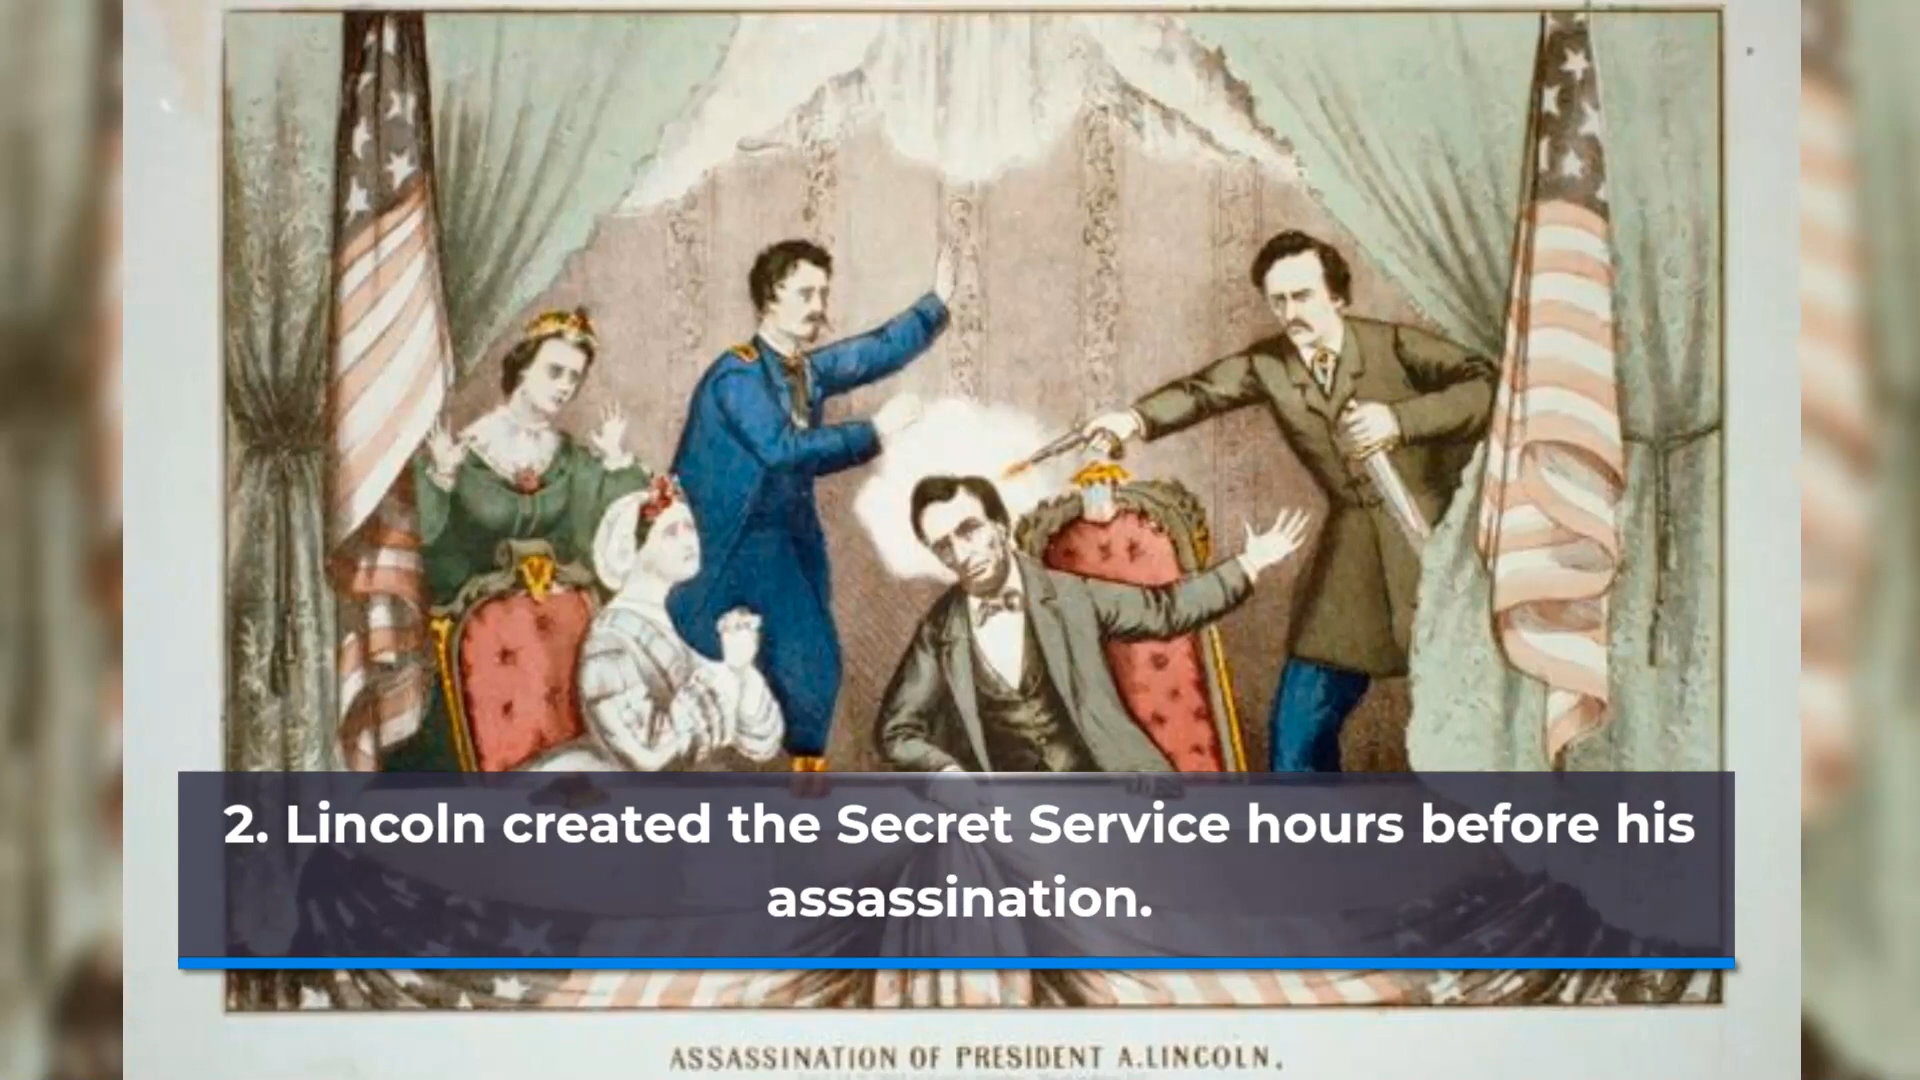 2. Lincoln created the Secret Service hours before his
assassination.
ASSASSINATION OF PRESIDENT A.LINCOLN.